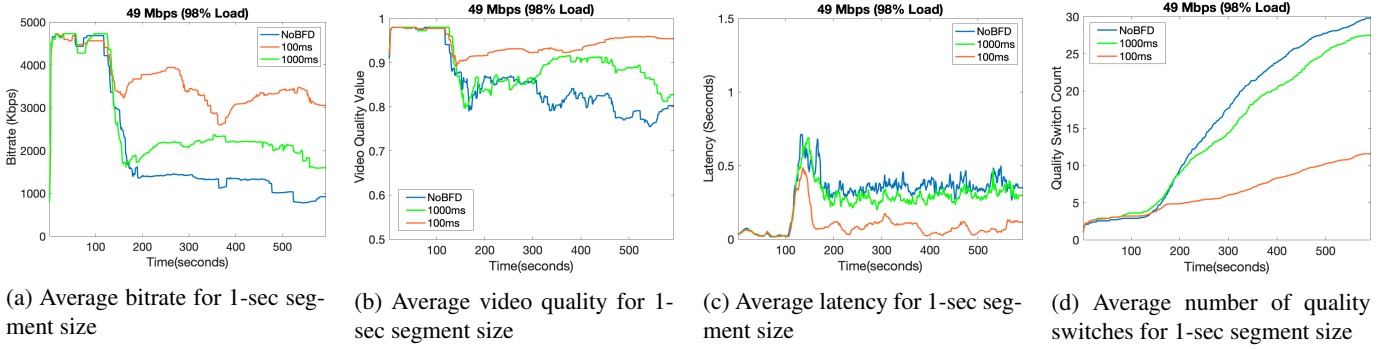 49 Mbps (98% Load)
5000
4000
3000
2000
1000
0
Bitrate (Kbps)
NoBFD
100ms
1000ms
100 200 300 400 500
Time(seconds)
(a) Average bitrate for 1-sec seg-
ment size
49 Mbps (98% Load)
1
0.9
0.8
0.7
0.6
0.5
Video Quality Value
NoBFD
1000ms
100ms
100 200 300 400 500
Time(seconds)
(b) Average video quality for 1-
sec segment size
49 Mbps (98% Load)
1.5
1
0.5
0
Latency (Seconds)
NoBFD
1000ms
100ms
100 200 300 400 500
Time(seconds)
(c) Average latency for 1-sec seg-
ment size
49 Mbps (98% Load)
30
25
20
15
10
5
0
Quality Switch Count
NoBFD
1000ms
100ms
0 100 200 300 400 500
Time(seconds)
(d) Average number of quality
switches for 1-sec segment size